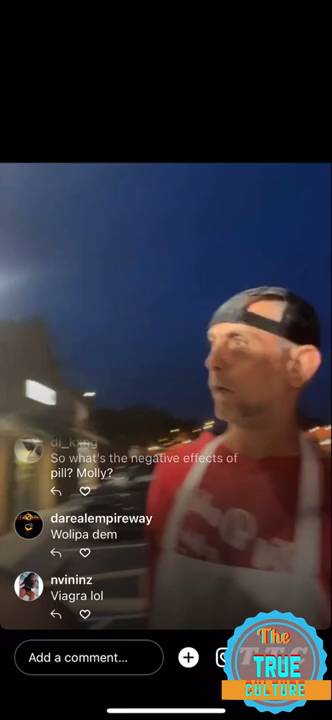 di_kxng
So what's the negative effects of
pill? Molly?
darealempireway
Wolipa dem
nvininz
Viagra lol
Add a comment...
The
TRUE
CULTURE